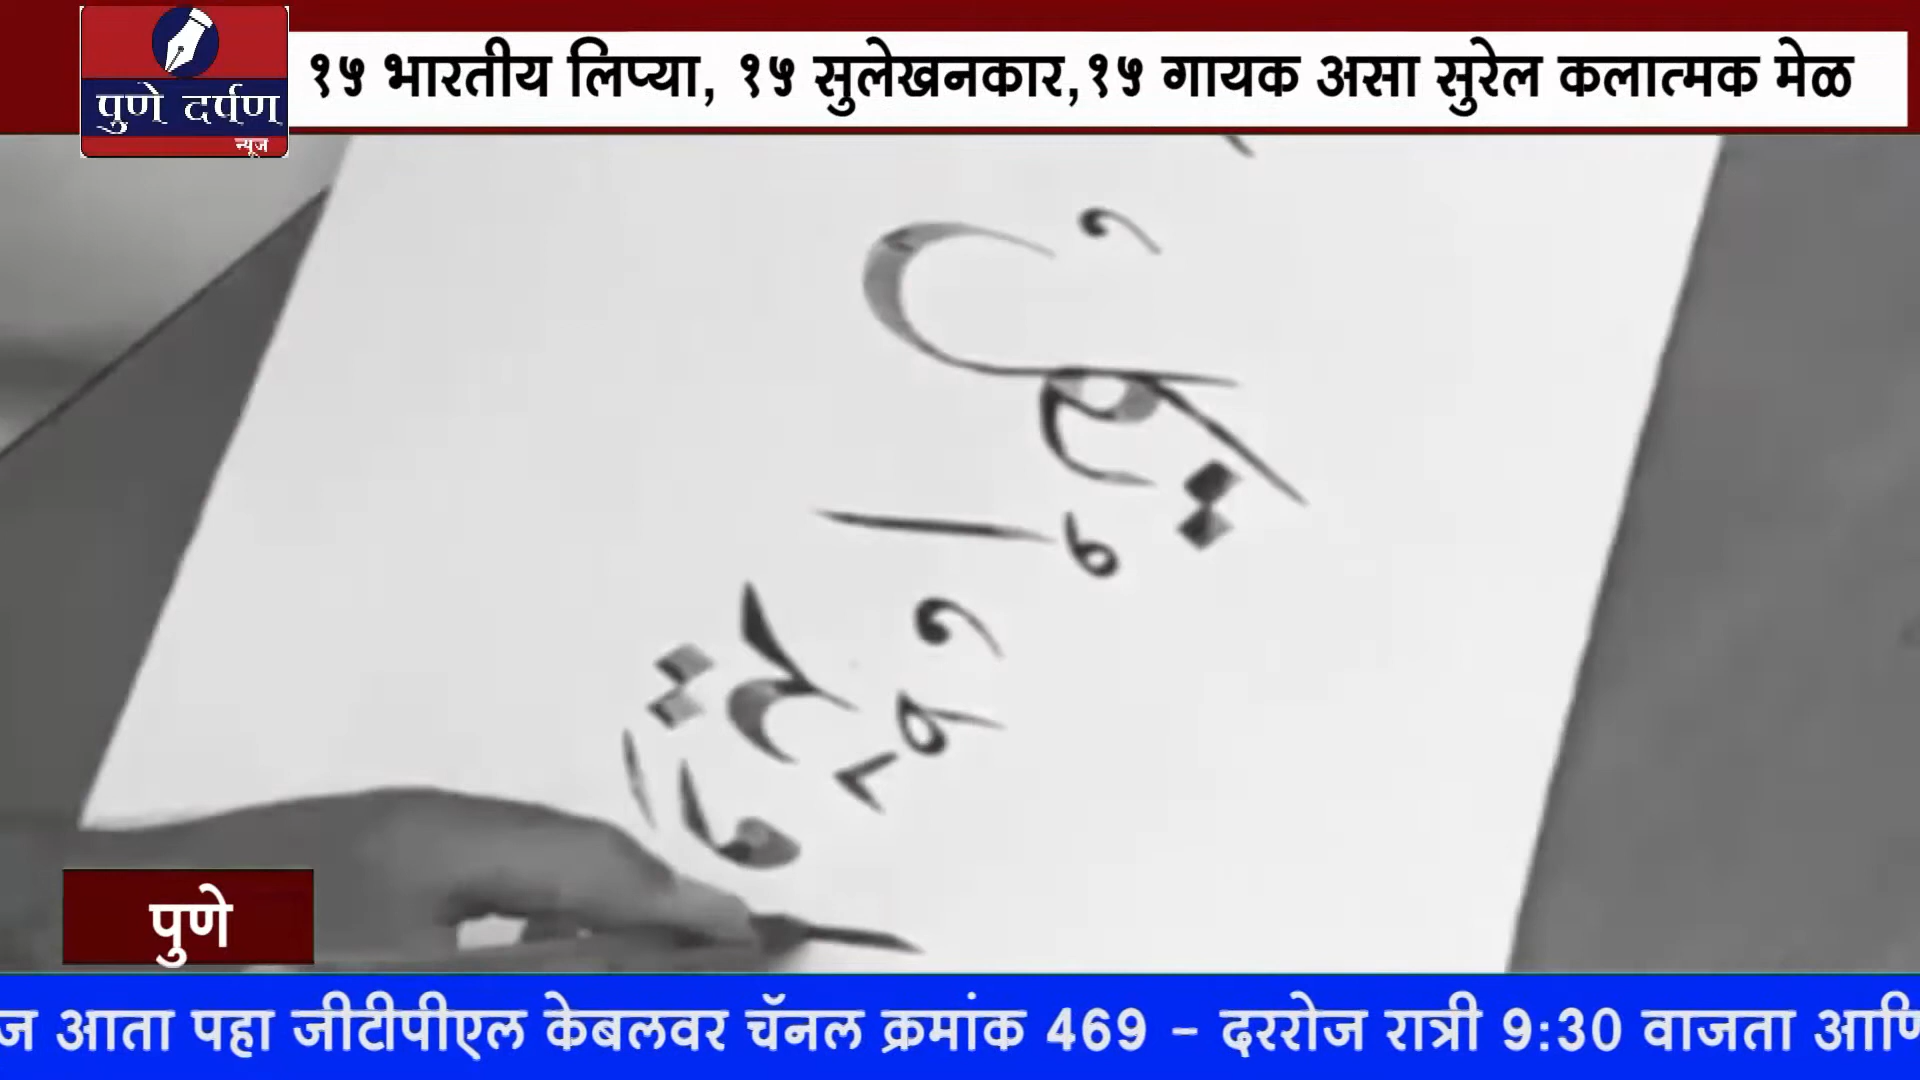 पुणे दर्पण
न्यूज
१५ भारतीय लिप्या, १५ सुलेखनकार,१५ गायक असा सुरेल कलात्मक मेळ
पुणे
ज आता पहा जीटीपीएल केबलवर चॅनल क्रमांक 469 - दररोज रात्री 9:30 वाजता आणि